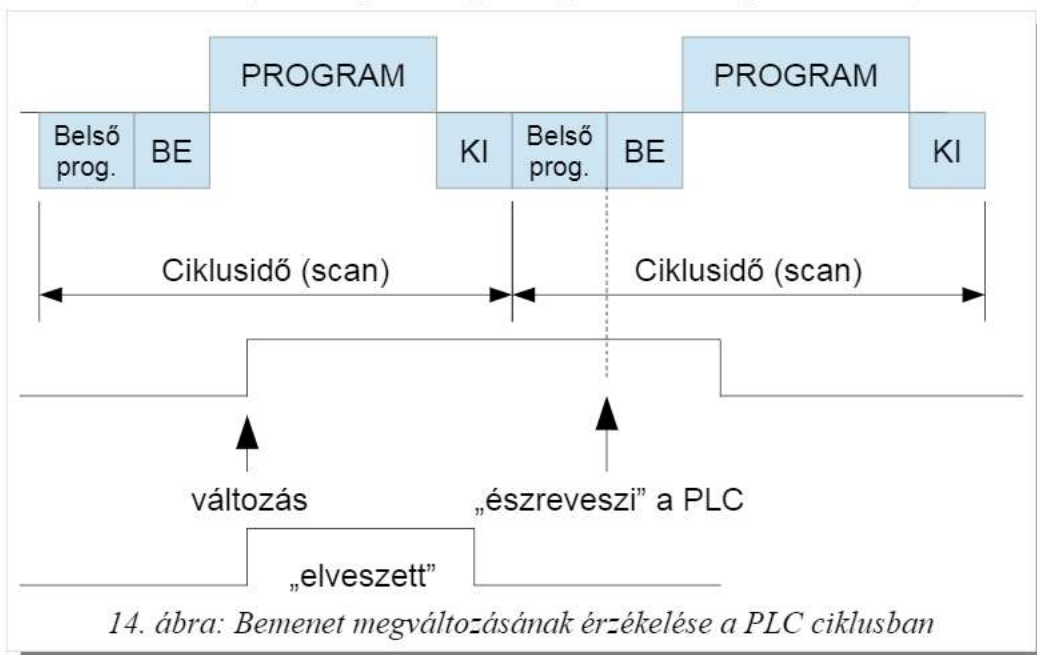 PROGRAM PROGRAM
Belső prog. BE KI Belső prog. BE KI
Ciklusidő (scan) Ciklusidő (scan)
változás „észreveszi” a PLC
„elveszett”
14. ábra: Bemenet megváltozásának érzékelése a PLC ciklusban